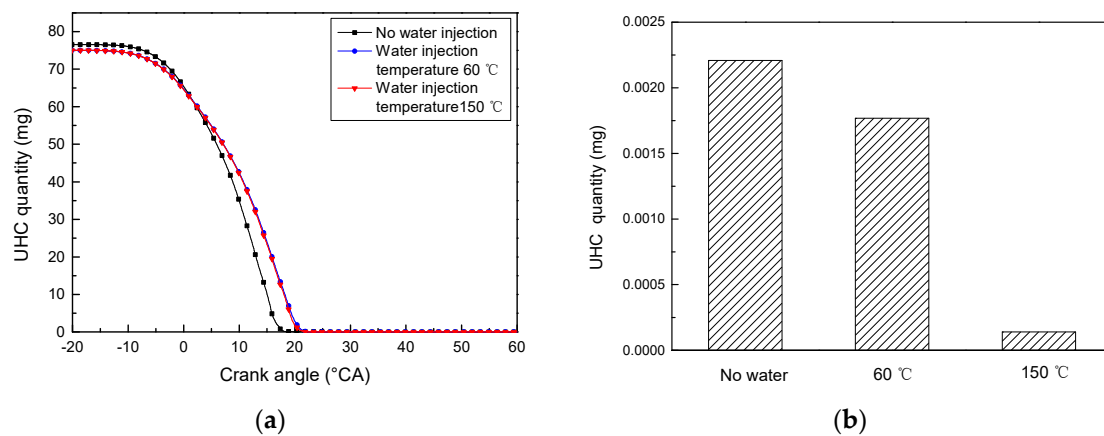 80
70
60
50
40
30
20
10
0
UHC quantity (mg)
-20 -10 0 10 20 30 40 50 60
Crank angle (°CA)
No water injection
Water injection
temperature 60 ℃
Water injection
temperature150 ℃
(a)
0.0025
0.0020
0.0015
0.0010
0.0005
0.0000
UHC quantity (mg)
No water 60 ℃ 150 ℃
(b)